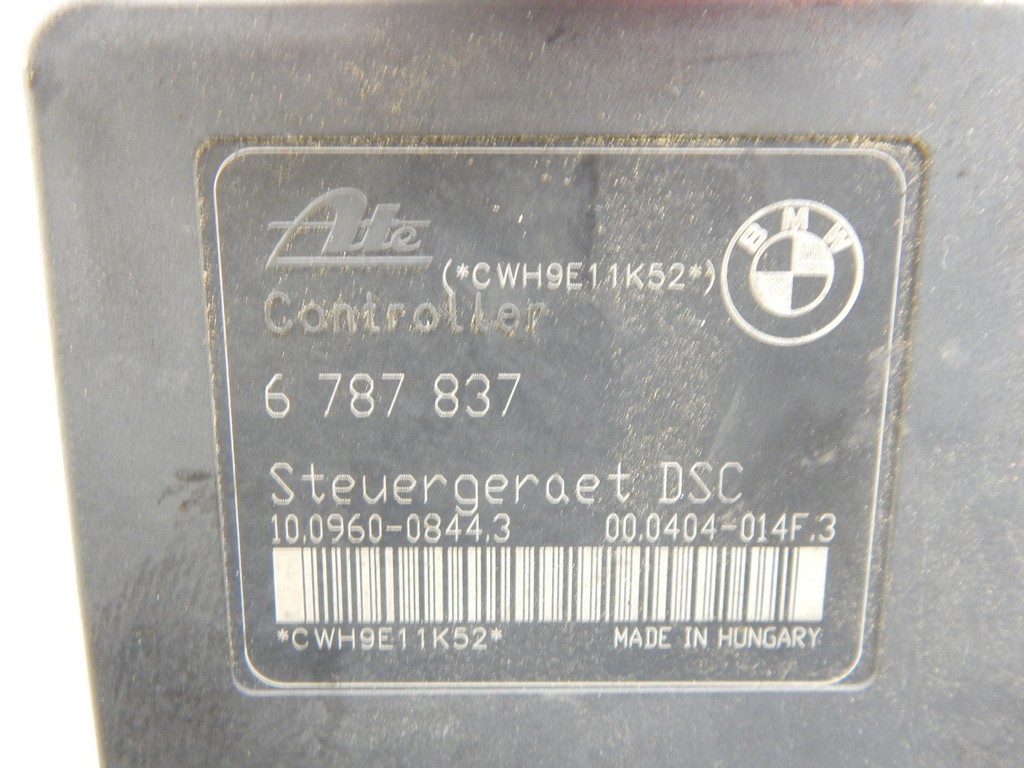 Ate
(*CWH9E11K52*)
BMW
Controller
6 787 837
Steuergeraet DSC
10.0960-0844.3 00.0404-014F.3
*CWH9E11K52* MADE IN HUNGARY